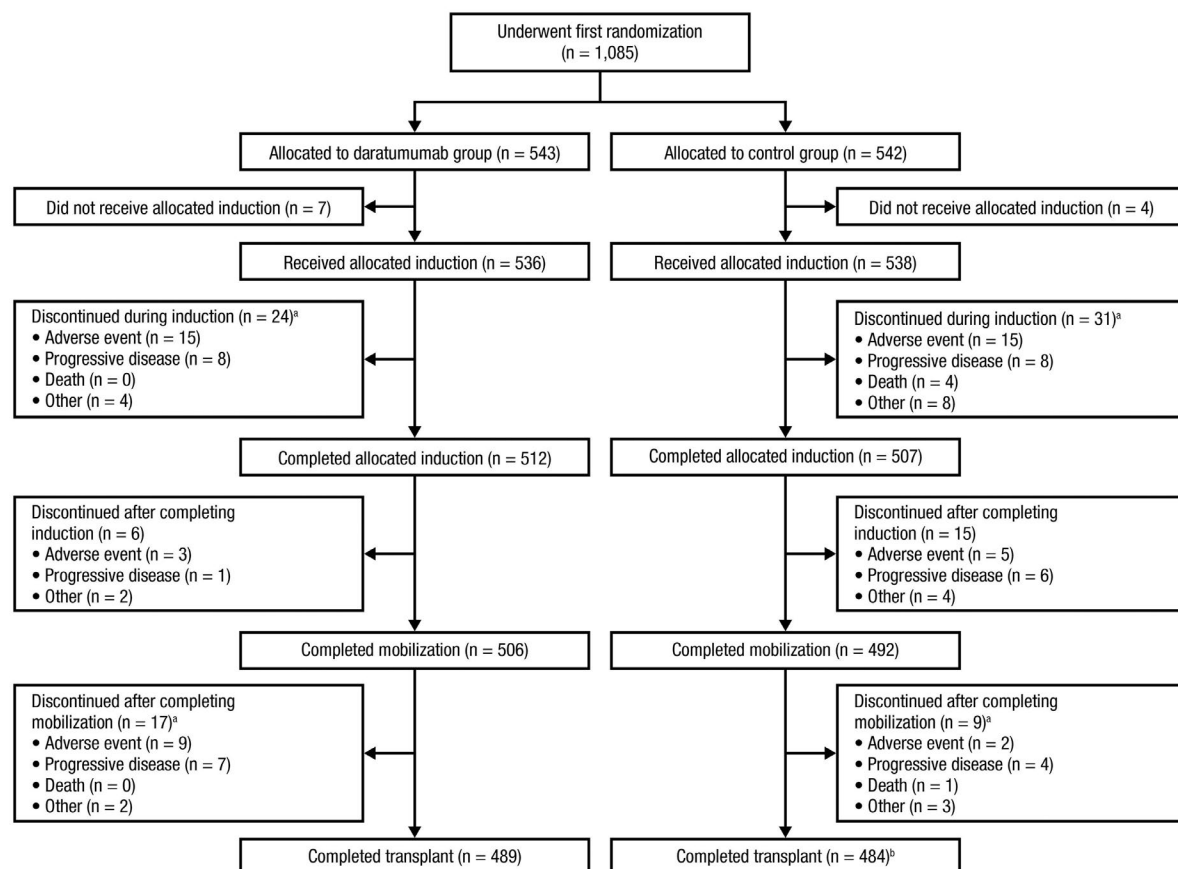 Underwent first randomization
(n = 1,085)
Allocated to daratumumab group (n = 543)
Allocated to control group (n = 542)
Did not receive allocated induction (n = 7)
Did not receive allocated induction (n = 4)
Received allocated induction (n = 536)
Received allocated induction (n = 538)
Discontinued during induction (n = 24)ᵃ
• Adverse event (n = 15)
• Progressive disease (n = 8)
• Death (n = 0)
• Other (n = 4)
Discontinued during induction (n = 31)ᵃ
• Adverse event (n = 15)
• Progressive disease (n = 8)
• Death (n = 4)
• Other (n = 8)
Completed allocated induction (n = 512)
Completed allocated induction (n = 507)
Discontinued after completing
induction (n = 6)
• Adverse event (n = 3)
• Progressive disease (n = 1)
• Other (n = 2)
Discontinued after completing
induction (n = 15)
• Adverse event (n = 5)
• Progressive disease (n = 6)
• Other (n = 4)
Completed mobilization (n = 506)
Completed mobilization (n = 492)
Discontinued after completing
mobilization (n = 17)ᵃ
• Adverse event (n = 9)
• Progressive disease (n = 7)
• Death (n = 0)
• Other (n = 2)
Discontinued after completing
mobilization (n = 9)ᵃ
• Adverse event (n = 2)
• Progressive disease (n = 4)
• Death (n = 1)
• Other (n = 3)
Completed transplant (n = 489)
Completed transplant (n = 484)ᵇ